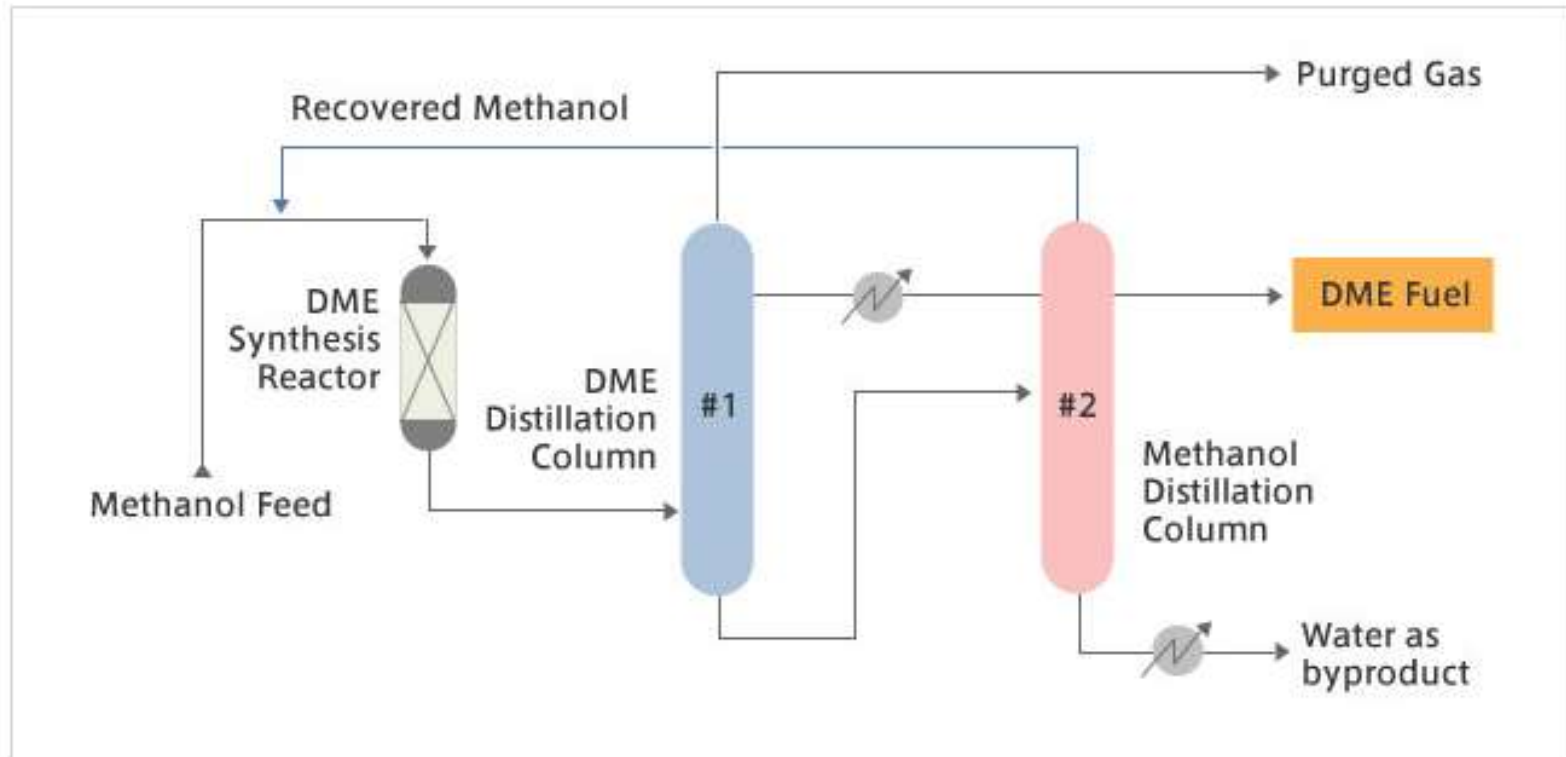 Purged Gas
Recovered Methanol
DME
Synthesis
Reactor
DME Fuel
DME
Distillation
Column
#1
#2
Methanol
Distillation
Column
Methanol Feed
Water as
byproduct